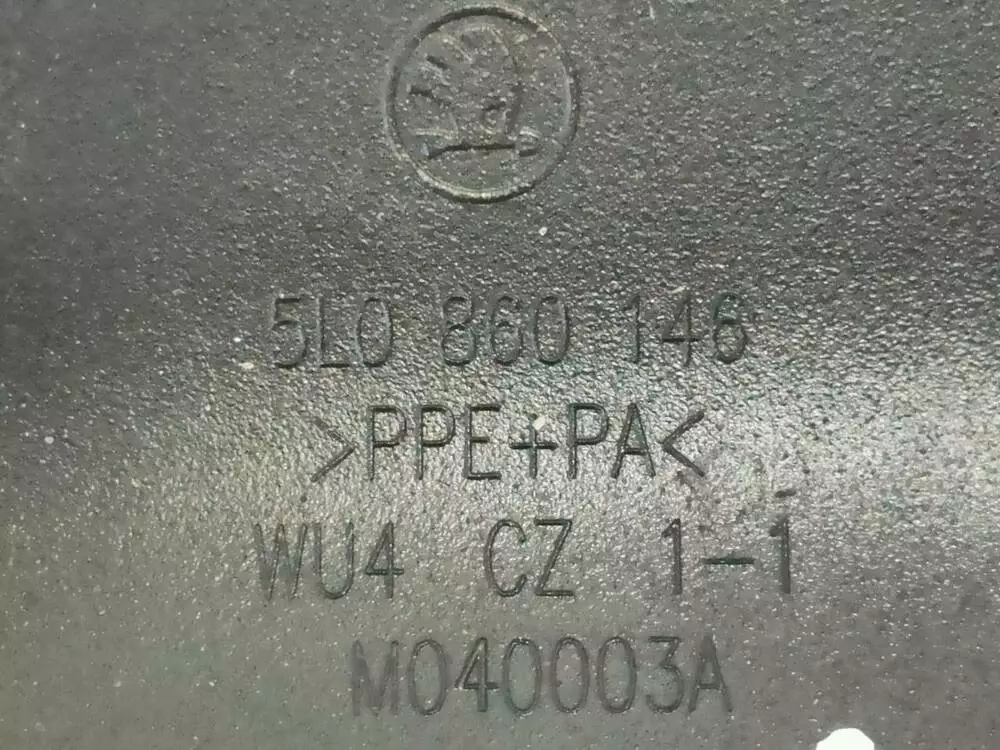 5L0 860 146
>PPE+PA<
WU4 CZ 1-1
M040003A